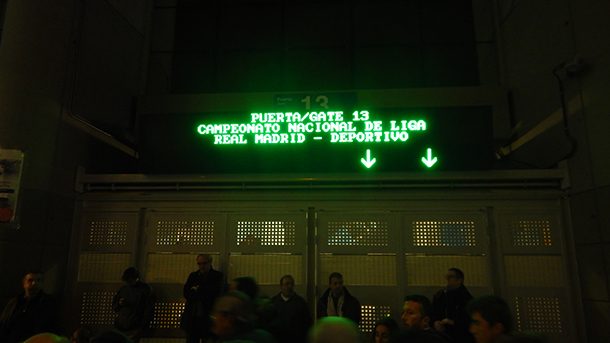 13
PUERTA/GATE 13
CAMPEONATO NACIONAL DE LIGA
REAL MADRID - DEPORTIVO